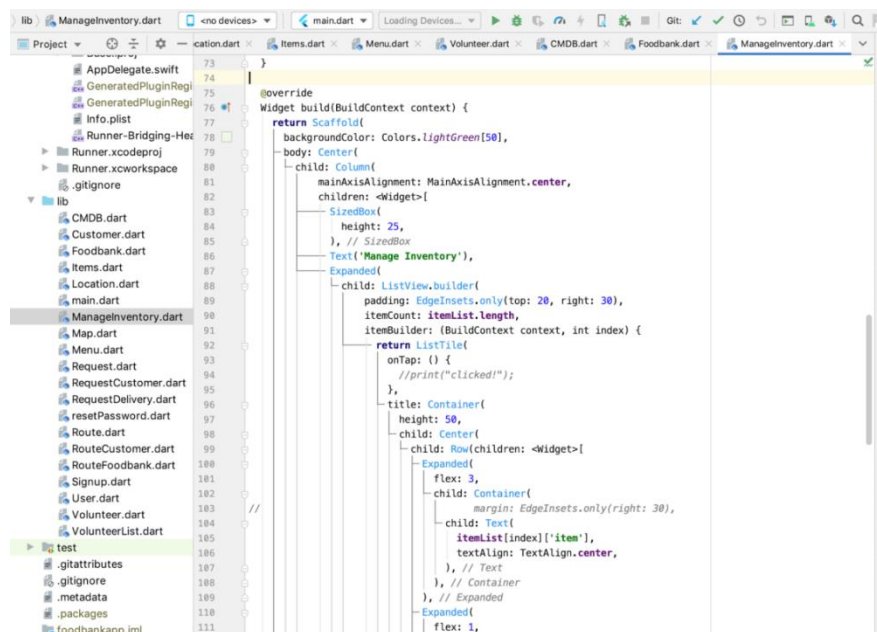 lib ManageInventory.dart <no devices> main.dart Loading Devices... Git:
Project cation.dart Items.dart Menu.dart Volunteer.dart CMDB.dart Foodbank.dart ManageInventory.dart
AppDelegate.swift
GeneratedPluginRegi
GeneratedPluginRegi
Info.plist
Runner-Bridging-Hea
Runner.xcodeproj
Runner.xcworkspace
.gitignore
lib
CMDB.dart
Customer.dart
Foodbank.dart
Items.dart
Location.dart
main.dart
ManageInventory.dart
Map.dart
Menu.dart
Request.dart
RequestCustomer.dart
RequestDelivery.dart
resetPassword.dart
Route.dart
RouteCustomer.dart
RouteFoodbank.dart
Signup.dart
User.dart
Volunteer.dart
VolunteerList.dart
test
.gitattributes
.gitignore
.metadata
.packages
foodbankapp.iml
73 }
74
75 @override
76 Widget build(BuildContext context) {
77 return Scaffold(
78 backgroundColor: Colors.lightGreen[50],
79 body: Center(
80 child: Column(
81 mainAxisAlignment: MainAxisAlignment.center,
82 children: <Widget>[
83 SizedBox(
84 height: 25,
85 ), // SizedBox
86 Text('Manage Inventory'),
87 Expanded(
88 child: ListView.builder(
89 padding: EdgeInsets.only(top: 20, right: 30),
90 itemCount: itemList.length,
91 itemBuilder: (BuildContext context, int index) {
92 return ListTile(
93 onTap: () {
94 //print("clicked!");
95 },
96 title: Container(
97 height: 50,
98 child: Center(
99 child: Row(children: <Widget>[
100 Expanded(
101 flex: 3,
102 child: Container(
103 // margin: EdgeInsets.only(right: 30),
104 child: Text(
105 itemList[index]['item'],
106 textAlign: TextAlign.center,
107 ), // Text
108 ), // Container
109 ), // Expanded
110 Expanded(
111 flex: 1,